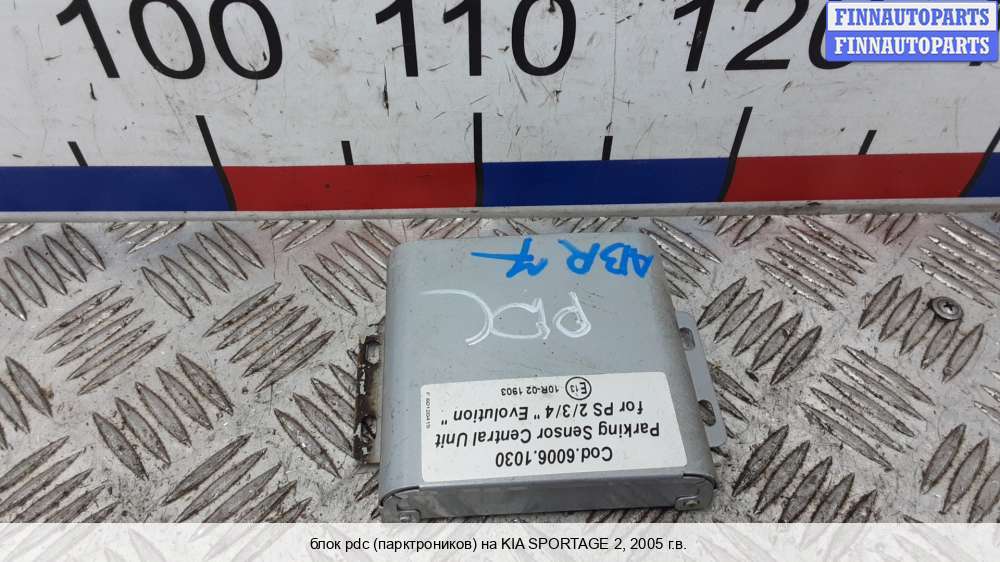 FINNAUTOPARTS
FINNAUTOPARTS
100 110 120
ABR 7
PDC
Cod.6006.1030
Parking Sensor Central Unit
for PS 2/3/4 " Evolution "
E13 10R-02 1903
блок pdc (парктроников) на KIA SPORTAGE 2, 2005 г.в.